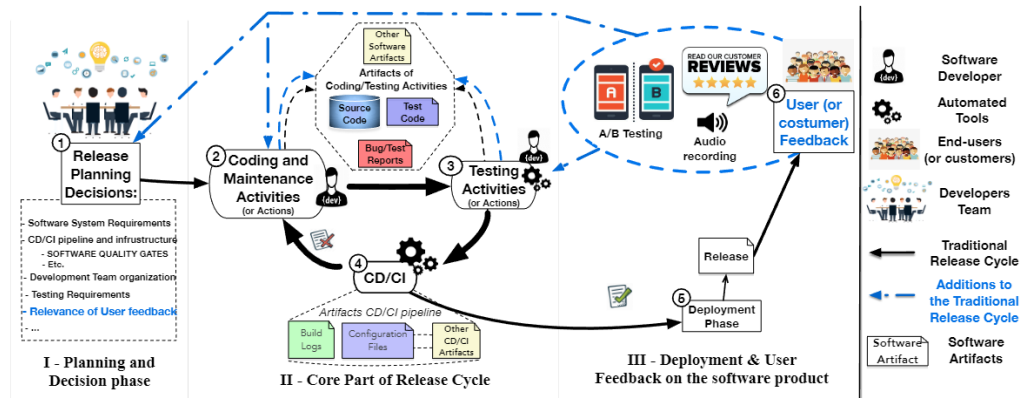 1
Release
Planning
Decisions:
- Software System Requirements
- CD/CI pipeline and infrustructure
- SOFTWARE QUALITY GATES
- Etc.
- Development Team organization
- Testing Requirements
- Relevance of User feedback
- ...
I - Planning and
Decision phase
Other
Software
Artifacts
Artifacts of
Coding/Testing Activities
Source
Code
Test
Code
Bug/Test
Reports
2
Coding and
Maintenance
Activities
(or Actions)
{dev}
3
Testing
Activities
(or Actions)
{dev}
4
CD/CI
Artifacts CD/CI pipeline
Build
Logs
Configuration
Files
Other
CD/CI
Artifacts
II - Core Part of Release Cycle
A
B
A/B Testing
READ OUR CUSTOMER
REVIEWS
Audio
recording
6
User (or
costumer)
Feedback
Release
5
Deployment
Phase
III - Deployment & User
Feedback on the software product
{dev}
Software
Developer
Automated
Tools
End-users
(or customers)
Developers
Team
Traditional
Release Cycle
Additions to
the Traditional
Release Cycle
Software
Artifact
Software
Artifacts